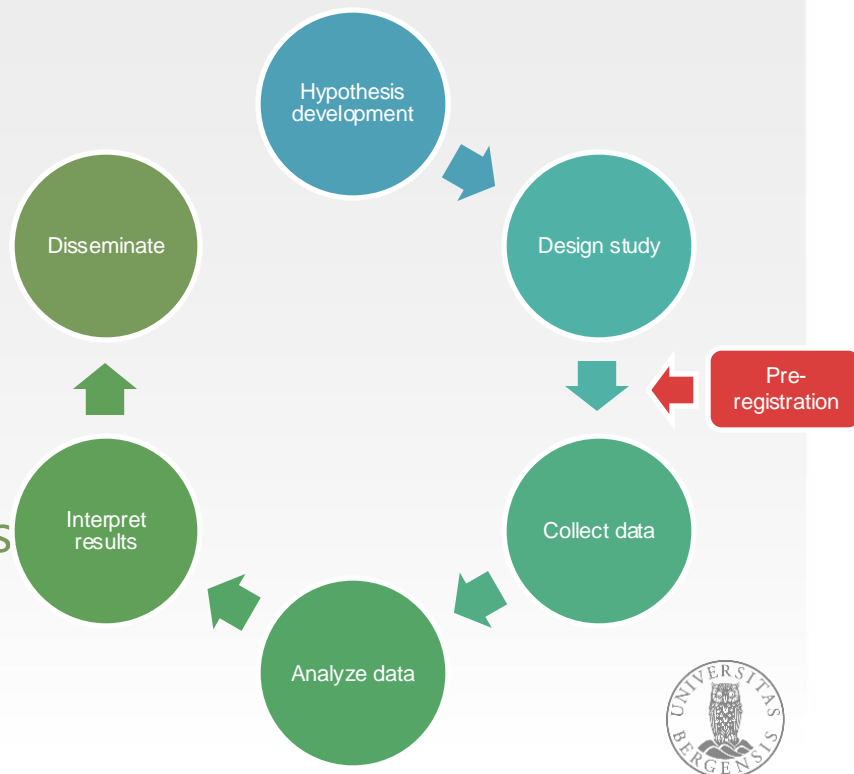 Hypothesis
development
Design study
Pre-
registration
Collect data
Analyze data
s
Interpret
results
Disseminate
UNIVERSITAS
BERGENSIS